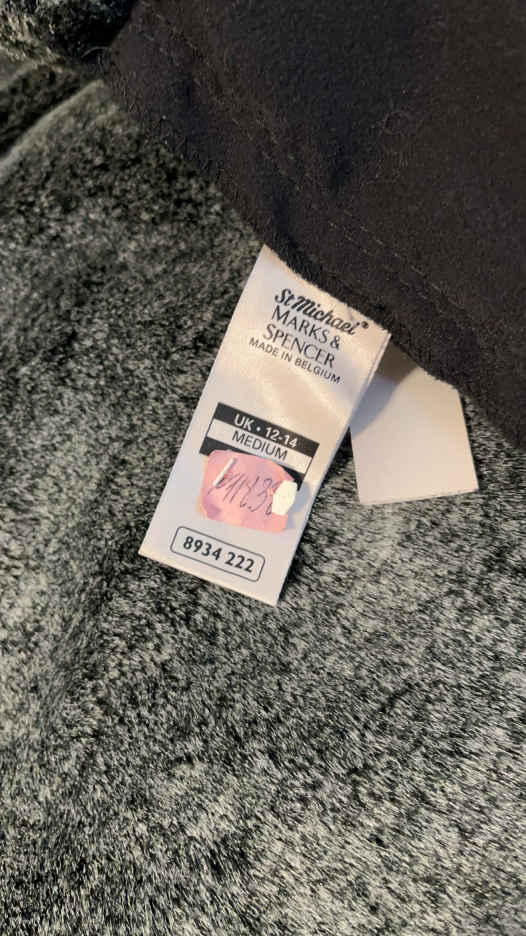 St Michael®
MARKS &
SPENCER
MADE IN BELGIUM
UK • 12-14
MEDIUM
8934 222